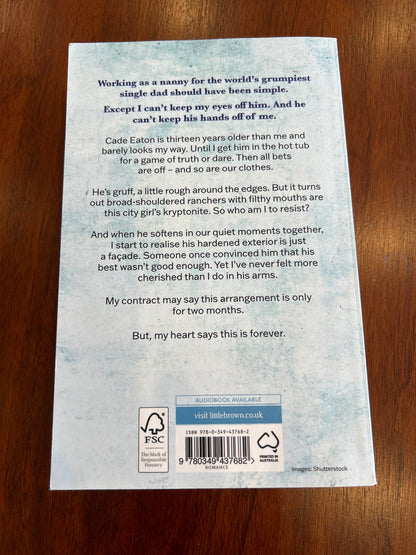 Working as a nanny for the world's grumpiest
single dad should have been simple.
Except I can't keep my eyes off him. And he
can't keep his hands off of me.
Cade Eaton is thirteen years older than me and
barely looks my way. Until I get him in the hot tub
for a game of truth or dare. Then all bets
are off – and so are our clothes.
He's gruff, a little rough around the edges. But it turns
out broad-shouldered ranchers with filthy mouths are
this city girl's kryptonite. So who am I to resist?
And when he softens in our quiet moments together,
I start to realise his hardened exterior is just
a façade. Someone once convinced him that his
best wasn't good enough. Yet I've never felt more
cherished than I do in his arms.
My contract may say this arrangement is only
for two months.
But, my heart says this is forever.
AUDIOBOOK AVAILABLE
visit littlebrown.co.uk
ISBN 978-0-349-43768-2
9 780349 437682 >
ROMANCE
FSC
The Mark of
Responsible
Forestry
PRINTED IN
AUSTRALIA
Images: Shutterstock